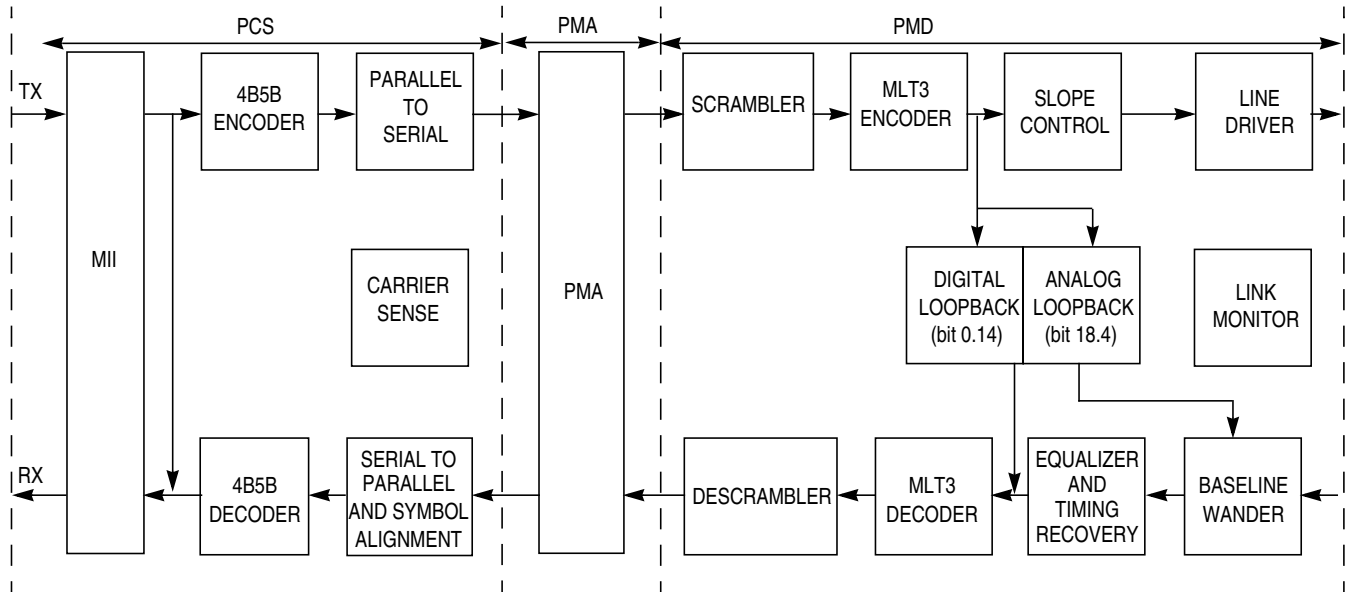 PCS
PMA
PMD
TX
4B5B
ENCODER
PARALLEL
TO
SERIAL
SCRAMBLER
MLT3
ENCODER
SLOPE
CONTROL
LINE
DRIVER
MII
CARRIER
SENSE
PMA
DIGITAL
LOOPBACK
(bit 0.14)
ANALOG
LOOPBACK
(bit 18.4)
LINK
MONITOR
RX
4B5B
DECODER
SERIAL TO
PARALLEL
AND SYMBOL
ALIGNMENT
DESCRAMBLER
MLT3
DECODER
EQUALIZER
AND
TIMING
RECOVERY
BASELINE
WANDER